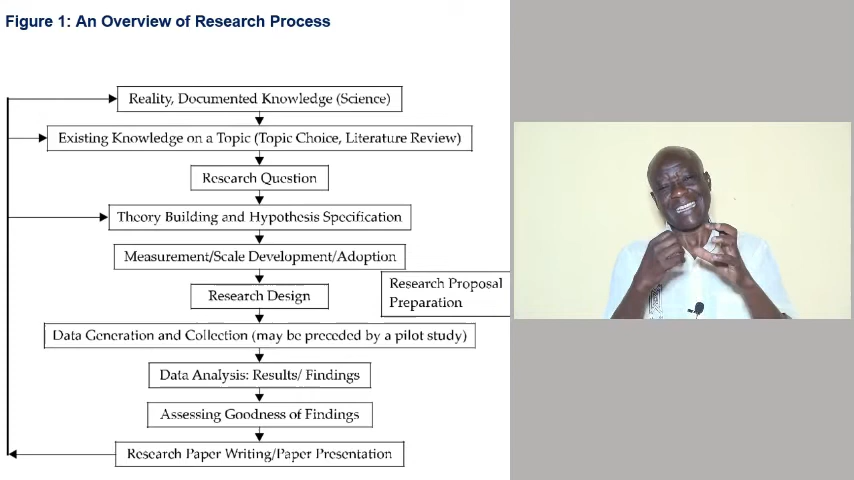 Figure 1: An Overview of Research Process
Reality, Documented Knowledge (Science)
Existing Knowledge on a Topic (Topic Choice, Literature Review)
Research Question
Theory Building and Hypothesis Specification
Measurement/Scale Development/Adoption
Research Design
Research Proposal
Preparation
Data Generation and Collection (may be preceded by a pilot study)
Data Analysis: Results/ Findings
Assessing Goodness of Findings
Research Paper Writing/Paper Presentation